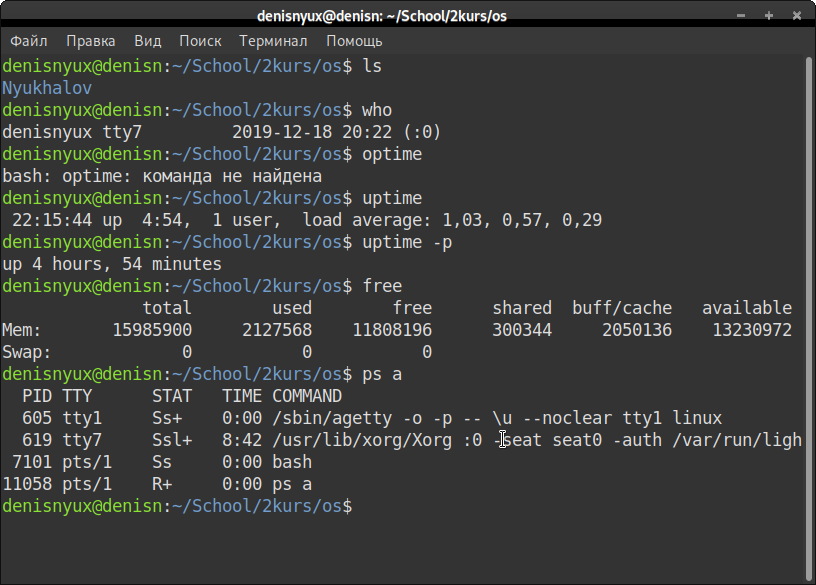 denisnyux@denisn: ~/School/2kurs/os
Файл Правка Вид Поиск Терминал Помощь
denisnyux@denisn:~/School/2kurs/os$ ls
Nyukhalov
denisnyux@denisn:~/School/2kurs/os$ who
denisnyux tty7         2019-12-18 20:22 (:0)
denisnyux@denisn:~/School/2kurs/os$ optime
bash: optime: команда не найдена
denisnyux@denisn:~/School/2kurs/os$ uptime
 22:15:44 up  4:54,  1 user,  load average: 1,03, 0,57, 0,29
denisnyux@denisn:~/School/2kurs/os$ uptime -p
up 4 hours, 54 minutes
denisnyux@denisn:~/School/2kurs/os$ free
              total        used        free      shared  buff/cache   available
Mem:       15985900     2127568    11808196      300344     2050136    13230972
Swap:             0           0           0
denisnyux@denisn:~/School/2kurs/os$ ps a
  PID TTY      STAT   TIME COMMAND
  605 tty1     Ss+    0:00 /sbin/agetty -o -p -- \u --noclear tty1 linux
  619 tty7     Ssl+   8:42 /usr/lib/xorg/Xorg :0 -seat seat0 -auth /var/run/ligh
 7101 pts/1    Ss     0:00 bash
11058 pts/1    R+     0:00 ps a
denisnyux@denisn:~/School/2kurs/os$